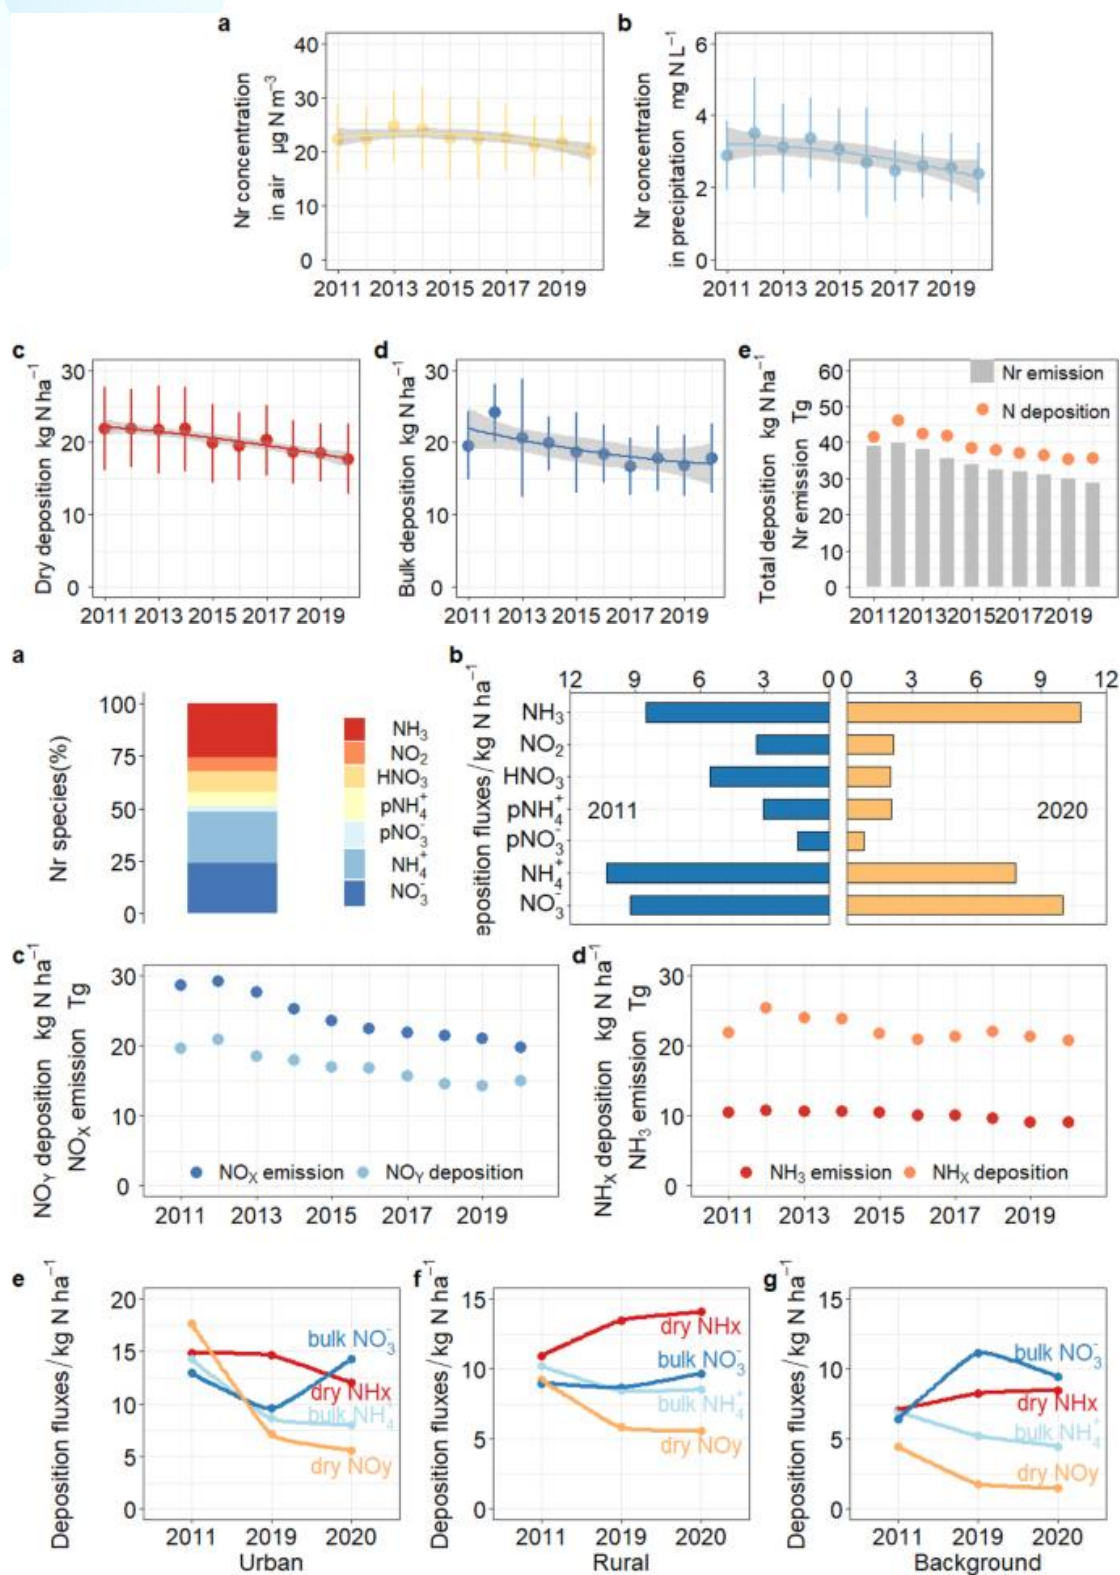 a
Nr concentration
in air μg N m⁻³
40
30
20
10
0
2011 2013 2015 2017 2019
b
Nr concentration
in precipitation mg N L⁻¹
6
4
2
0
2011 2013 2015 2017 2019
c
Dry deposition kg N ha⁻¹
30
20
10
0
2011 2013 2015 2017 2019
d
Bulk deposition kg N ha⁻¹
30
20
10
0
2011 2013 2015 2017 2019
e
Total deposition kg N ha⁻¹
Nr emission Tg
60
50
40
30
20
10
0
Nr emission
N deposition
2011 2013 2015 2017 2019
a
Nr species(%)
100
75
50
25
0
NH₃
NO₂
HNO₃
pNH₄⁺
pNO₃⁻
NH₄⁺
NO₃⁻
b
eposition fluxes/kg N ha⁻¹
12 9 6 3 0 0 3 6 9 12
NH₃
NO₂
HNO₃
pNH₄⁺
pNO₃⁻
NH₄⁺
NO₃⁻
2011
2020
c
NOY deposition kg N ha⁻¹
NOX emission Tg
30
20
10
0
NOX emission NOY deposition
2011 2013 2015 2017 2019
d
NHX deposition kg N ha⁻¹
NH₃ emission Tg
30
20
10
0
NH₃ emission NHX deposition
2011 2013 2015 2017 2019
e
Deposition fluxes/kg N ha⁻¹
20
15
10
5
0
bulk NO₃⁻
dry NHx
bulk NH₄⁺
dry NOy
2011 2019 2020
Urban
f
Deposition fluxes/kg N ha⁻¹
15
10
5
0
dry NHx
bulk NO₃⁻
bulk NH₄⁺
dry NOy
2011 2019 2020
Rural
g
Deposition fluxes/kg N ha⁻¹
15
10
5
0
bulk NO₃⁻
dry NHx
bulk NH₄⁺
dry NOy
2011 2019 2020
Background